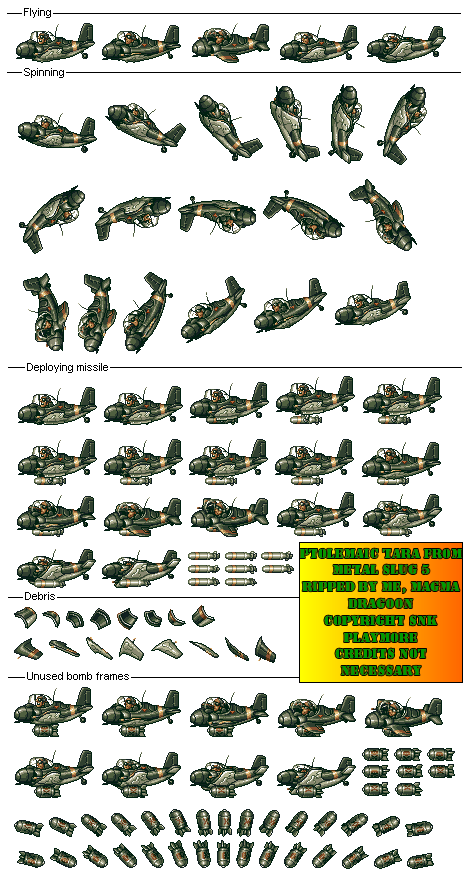 Flying
Spinning
Deploying missile
PTOLEMAIC TARA FROM
METAL SLUG 5
RIPPED BY ME, MAGMA
DRAGOON
COPYRIGHT SNK
PLAYMORE
CREDITS NOT
NECESSARY
Debris
Unused bomb frames